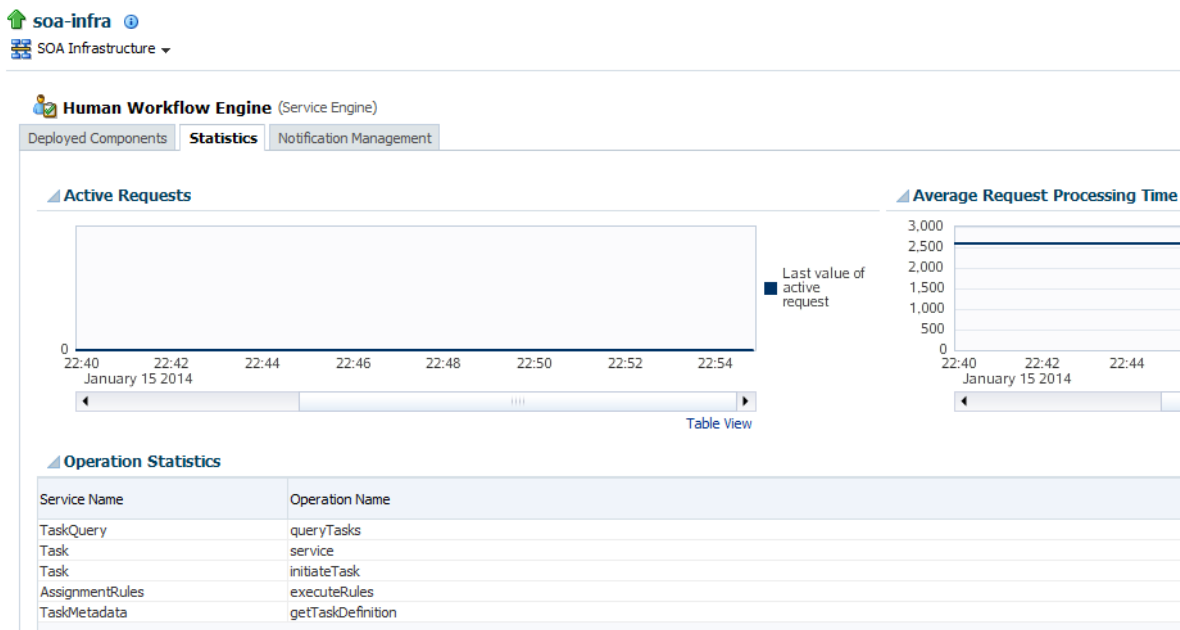 soa-infra
SOA Infrastructure
Human Workflow Engine (Service Engine)
Deployed Components Statistics Notification Management
Active Requests
0
22:40 22:42 22:44 22:46 22:48 22:50 22:52 22:54
January 15 2014
Last value of
active
request
Table View
Average Request Processing Time
3,000
2,500
2,000
1,500
1,000
500
0
22:40 22:42 22:44
January 15 2014
Operation Statistics
Service Name Operation Name
TaskQuery queryTasks
Task service
Task initiateTask
AssignmentRules executeRules
TaskMetadata getTaskDefinition